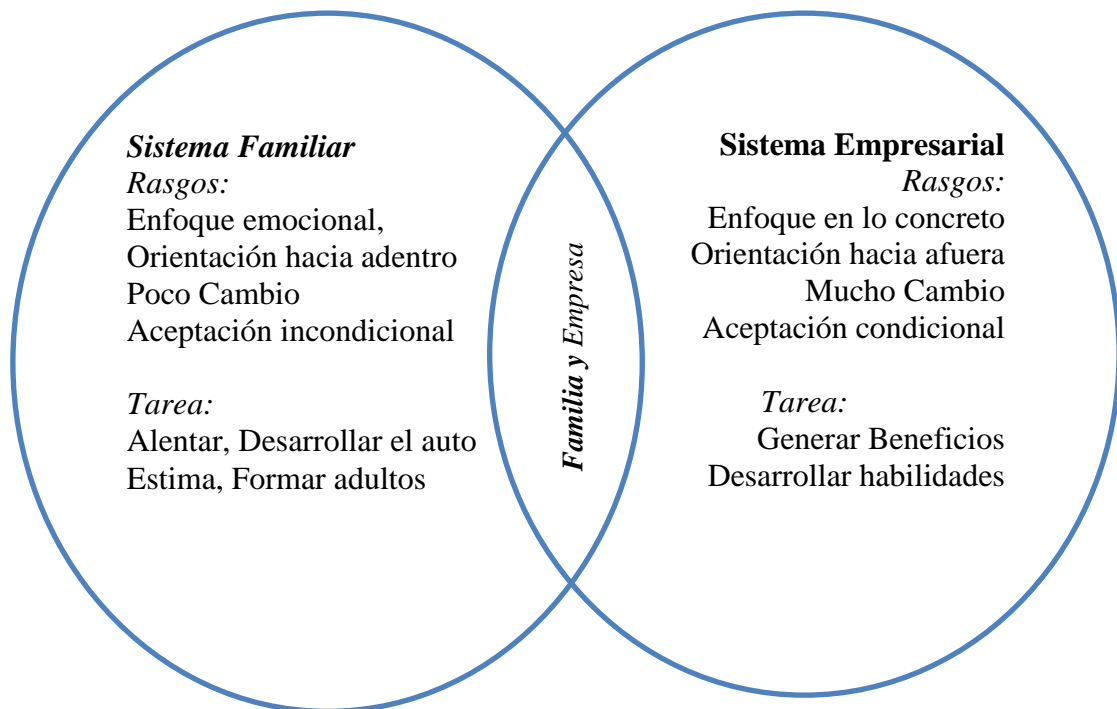 Sistema Familiar
Rasgos:
Enfoque emocional,
Orientación hacia adentro
Poco Cambio
Aceptación incondicional
Tarea:
Alentar, Desarrollar el auto
Estima, Formar adultos
Familia y Empresa
Sistema Empresarial
Rasgos:
Enfoque en lo concreto
Orientación hacia afuera
Mucho Cambio
Aceptación condicional
Tarea:
Generar Beneficios
Desarrollar habilidades